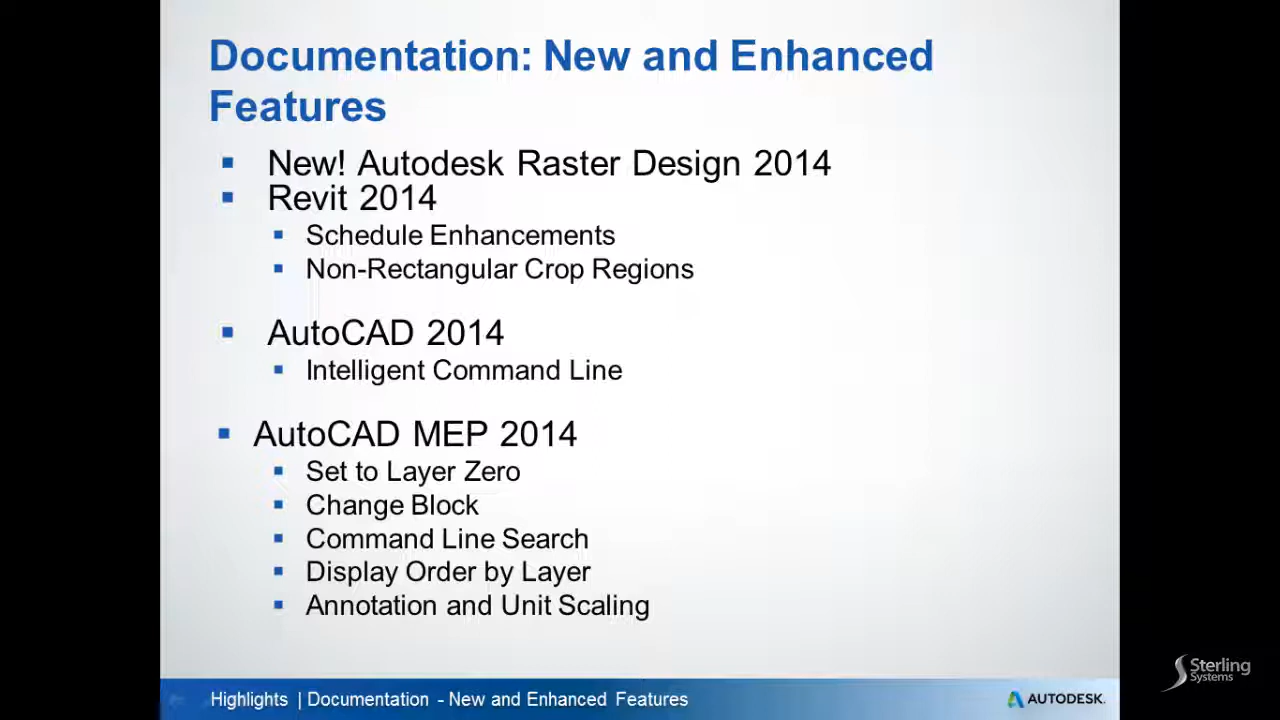 Documentation: New and Enhanced
Features
New! Autodesk Raster Design 2014
Revit 2014
Schedule Enhancements
Non-Rectangular Crop Regions
AutoCAD 2014
Intelligent Command Line
AutoCAD MEP 2014
Set to Layer Zero
Change Block
Command Line Search
Display Order by Layer
Annotation and Unit Scaling
Sterling
Systems
Highlights | Documentation - New and Enhanced Features
AUTODESK.